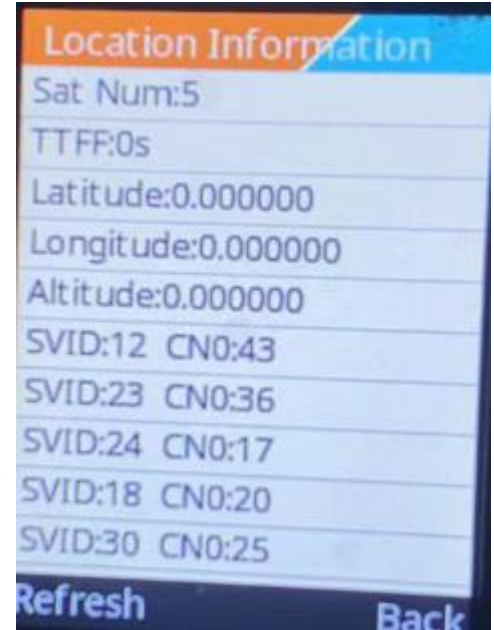 Location Information
Sat Num:5
TTFF:0s
Latitude:0.000000
Longitude:0.000000
Altitude:0.000000
SVID:12 CN0:43
SVID:23 CN0:36
SVID:24 CN0:17
SVID:18 CN0:20
SVID:30 CN0:25
Refresh Back